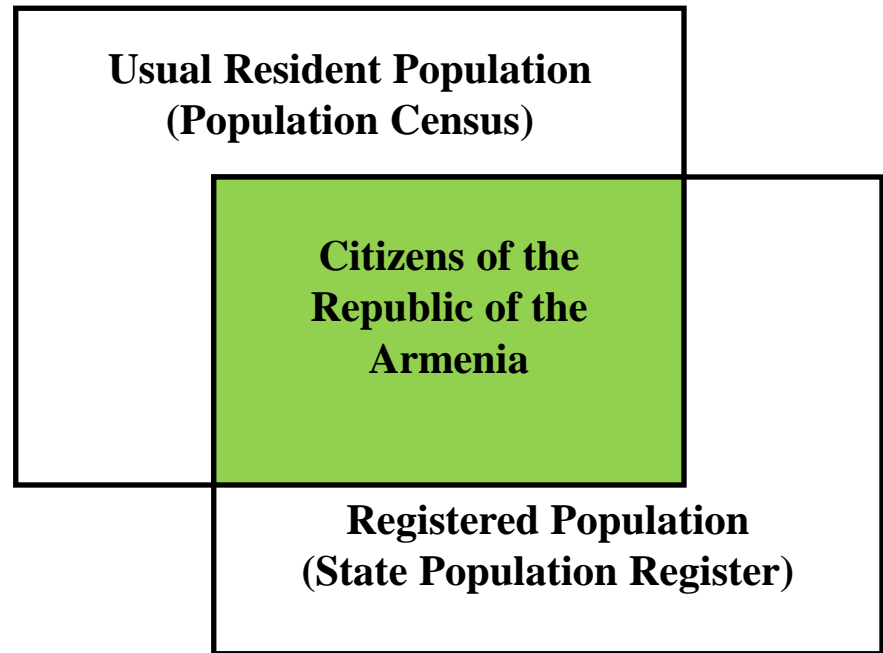 Usual Resident Population
(Population Census)
Citizens of the
Republic of the
Armenia
Registered Population
(State Population Register)